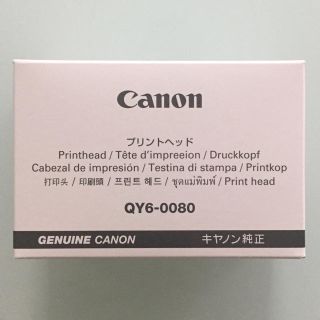 Canon
プリントヘッド
Printhead / Tête d'impreeion / Druckkopf
Cabezal de impresión / Testina di stampa / Printkop
打印头 / 印刷頭 / 프린트 헤드 / ชุดแม่พิมพ์ / Print head
QY6-0080
GENUINE CANON
キヤノン純正